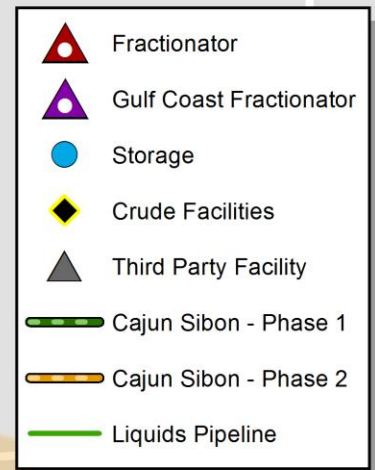 Fractionator
Gulf Coast Fractionator
Storage
Crude Facilities
Third Party Facility
Cajun Sibon - Phase 1
Cajun Sibon - Phase 2
Liquids Pipeline